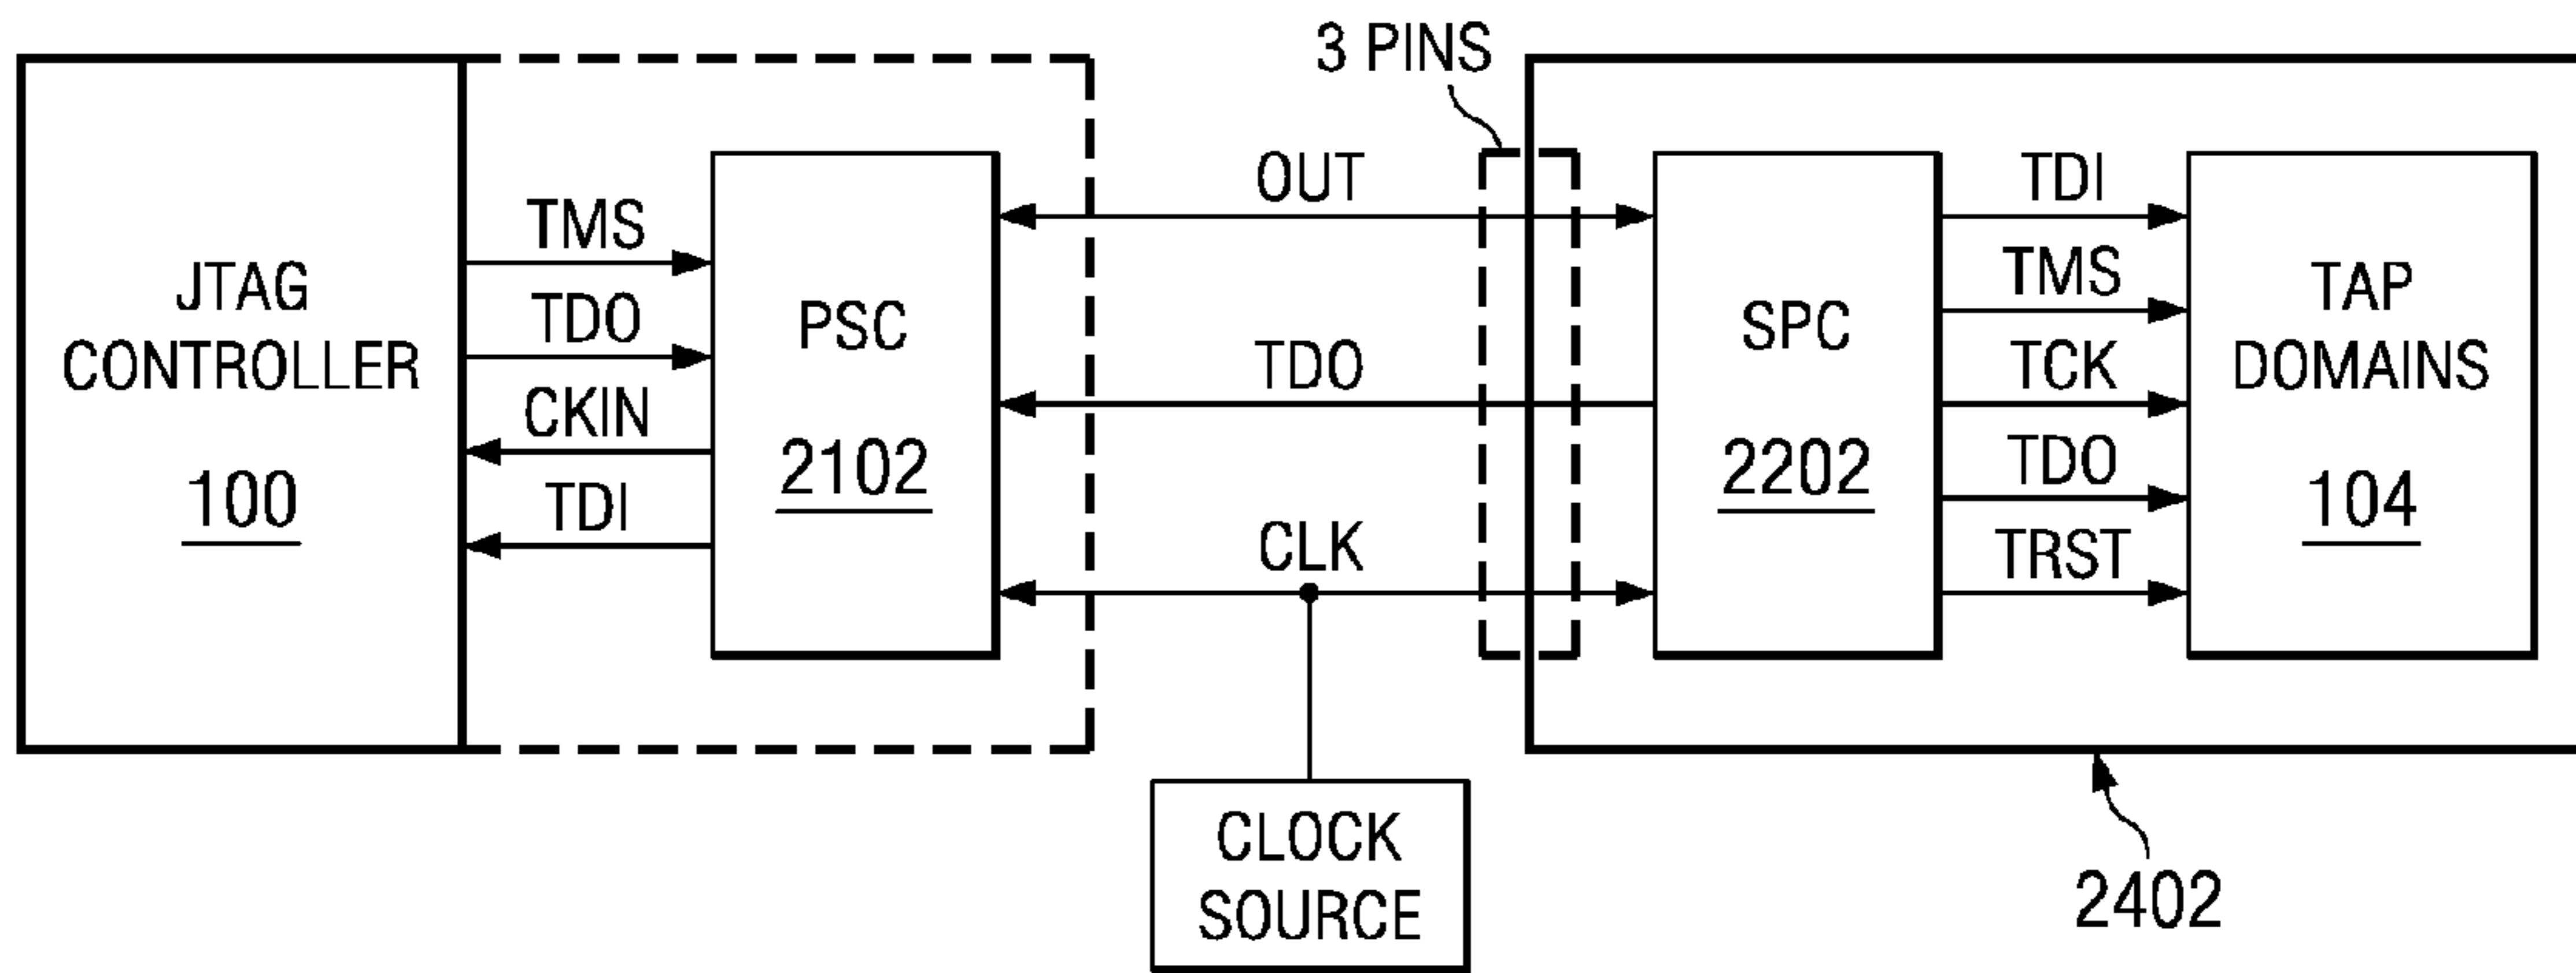 3 PINS
JTAG
CONTROLLER
100
TMS
TDO
CKIN
TDI
PSC
2102
OUT
TDO
CLK
SPC
2202
TDI
TMS
TCK
TDO
TRST
TAP
DOMAINS
104
CLOCK
SOURCE
2402